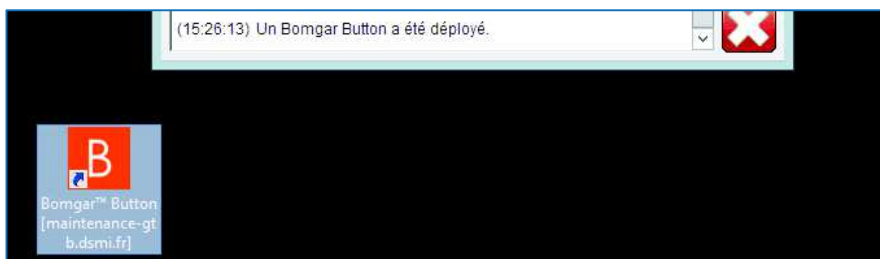 (15:26:13) Un Bomgar Button a été déployé.
B
Bomgar™ Button
[maintenance-gt
b.dsmi.fr]